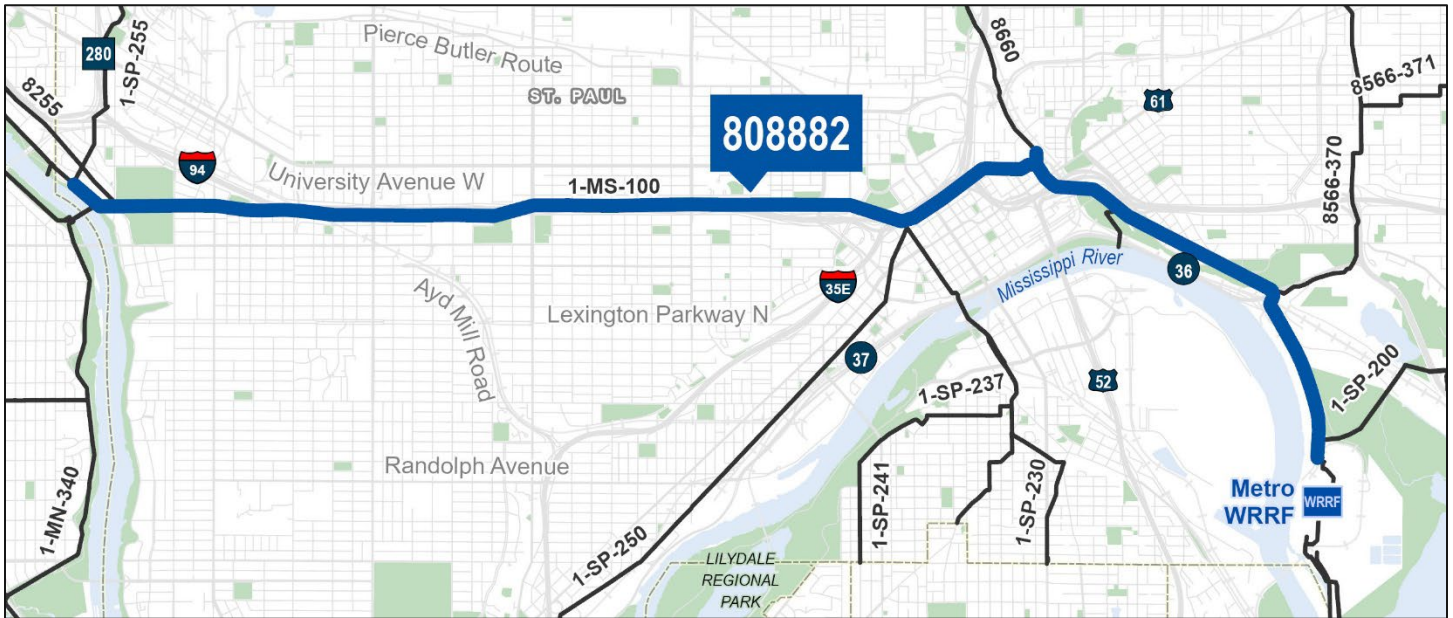 280
1-SP-255
8255
Pierce Butler Route
ST. PAUL
8660
61
8566-371
808882
94
University Avenue W
1-MS-100
8566-370
Mississippi River
36
35E
Ayd Mill Road
Lexington Parkway N
37
52
1-SP-200
1-SP-237
Randolph Avenue
1-MN-340
1-SP-241
1-SP-230
Metro
WRRF
WRRF
1-SP-250
LILYDALE
REGIONAL
PARK